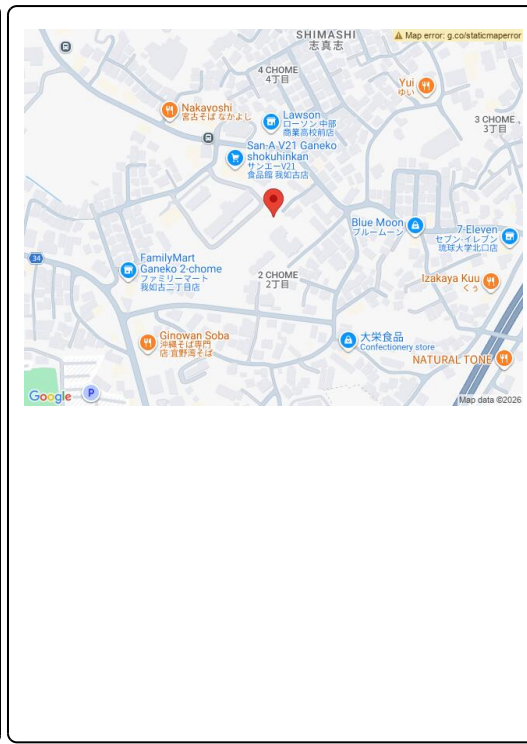 SHIMASHI
志真志
Map error: g.co/staticmaperror
4 CHOME
4丁目
Yui
ゆい
Nakayoshi
宮古そば なかよし
Lawson
ローソン 中部
商業高校前店
3 CHOME
3丁目
San-A V21 Ganeko
shokuhinkan
サンエーV21
食品館 我如古店
Blue Moon
ブルームーン
7-Eleven
セブン-イレブン
琉球大学北口店
34
FamilyMart
Ganeko 2-chome
ファミリーマート
我如古二丁目店
2 CHOME
2丁目
Izakaya Kuu
くぅ
Ginowan Soba
沖縄そば専門
店 宜野湾そば
大栄食品
Confectionery store
NATURAL TONE
P
Google
Map data ©2026